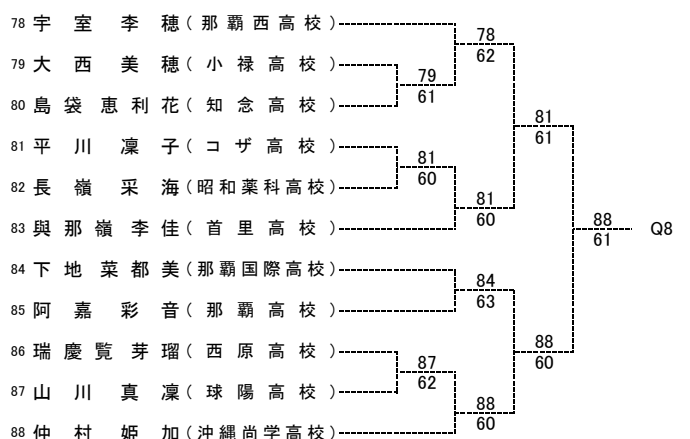 78 宇室李穂(那覇西高校)
79 大西美穂(小禄高校)
80 島袋恵利花(知念高校)
81 平川凜子(コザ高校)
82 長嶺采海(昭和薬科高校)
83 與那嶺李佳(首里高校)
84 下地菜都美(那覇国際高校)
85 阿嘉彩音(那覇高校)
86 瑞慶覧芽瑠(西原高校)
87 山川真凜(球陽高校)
88 仲村姫加(沖縄尚学高校)
79
61
81
60
87
62
78
62
81
60
84
63
88
60
81
61
88
60
88
61
Q8